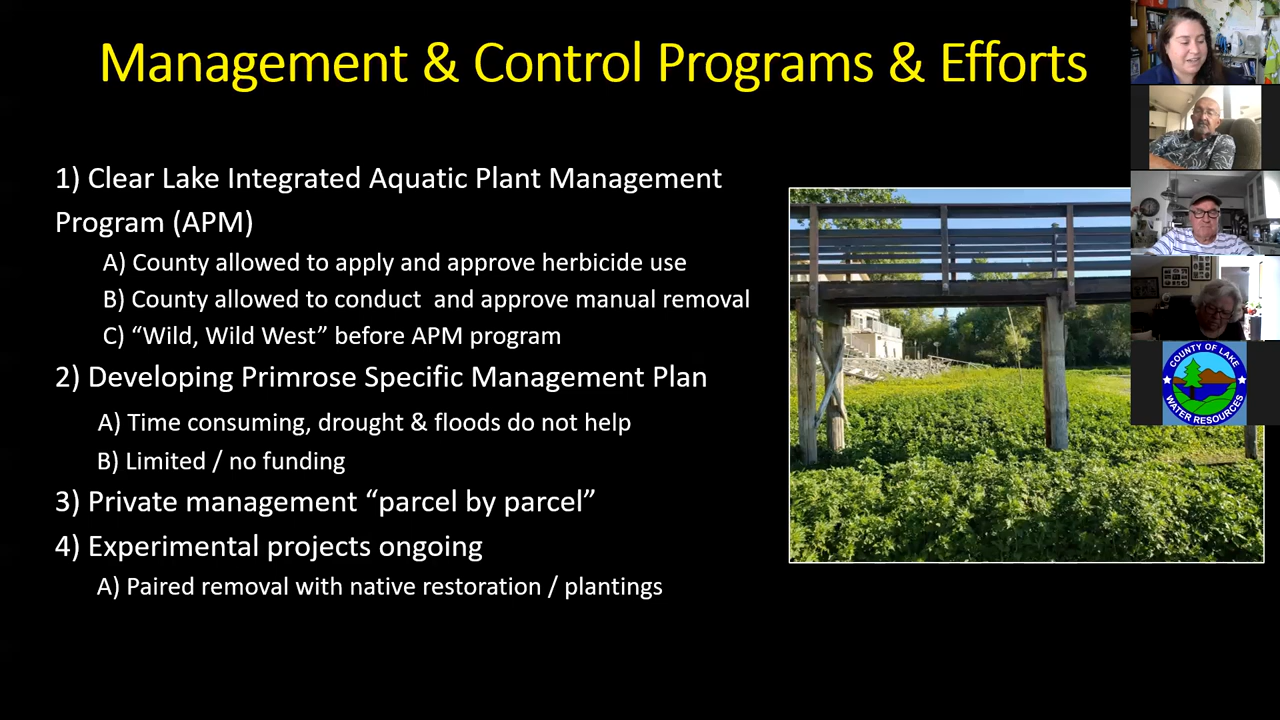 Management & Control Programs & Efforts
1) Clear Lake Integrated Aquatic Plant Management
Program (APM)
A) County allowed to apply and approve herbicide use
B) County allowed to conduct  and approve manual removal
C) “Wild, Wild West” before APM program
2) Developing Primrose Specific Management Plan
A) Time consuming, drought & floods do not help
B) Limited / no funding
3) Private management “parcel by parcel”
4) Experimental projects ongoing
A) Paired removal with native restoration / plantings
COUNTY OF LAKE
WATER RESOURCES